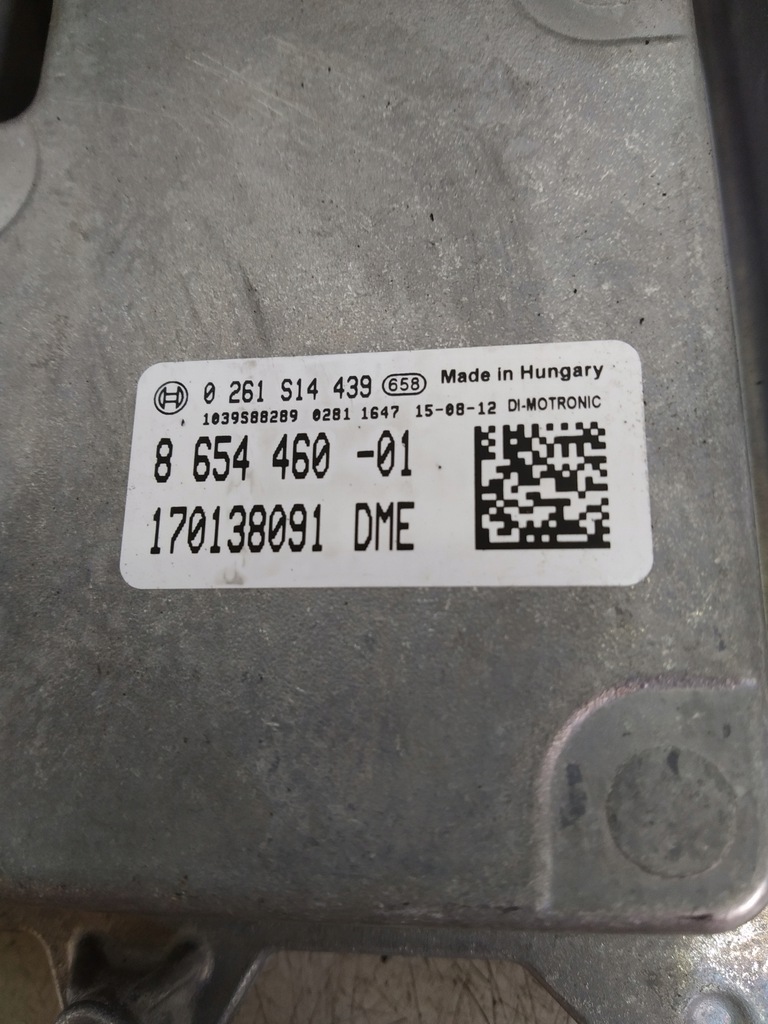 0 261 S14 439 658 Made in Hungary
1039S88289 0281 1647 15-08-12 DI-MOTRONIC
8 654 460 -01
170138091 DME